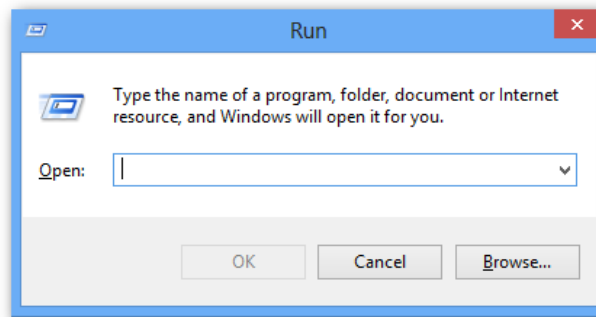 Run
Type the name of a program, folder, document or Internet
resource, and Windows will open it for you.
Open:
OK Cancel Browse...